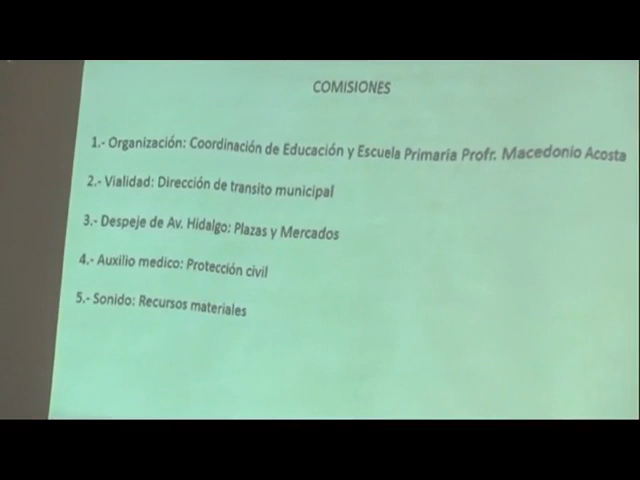 COMISIONES
1.- Organización: Coordinación de Educación y Escuela Primaria Profr. Macedonio Acosta
2.- Vialidad: Dirección de transito municipal
3.- Despeje de Av. Hidalgo: Plazas y Mercados
4.- Auxilio medico: Protección civil
5.- Sonido: Recursos materiales